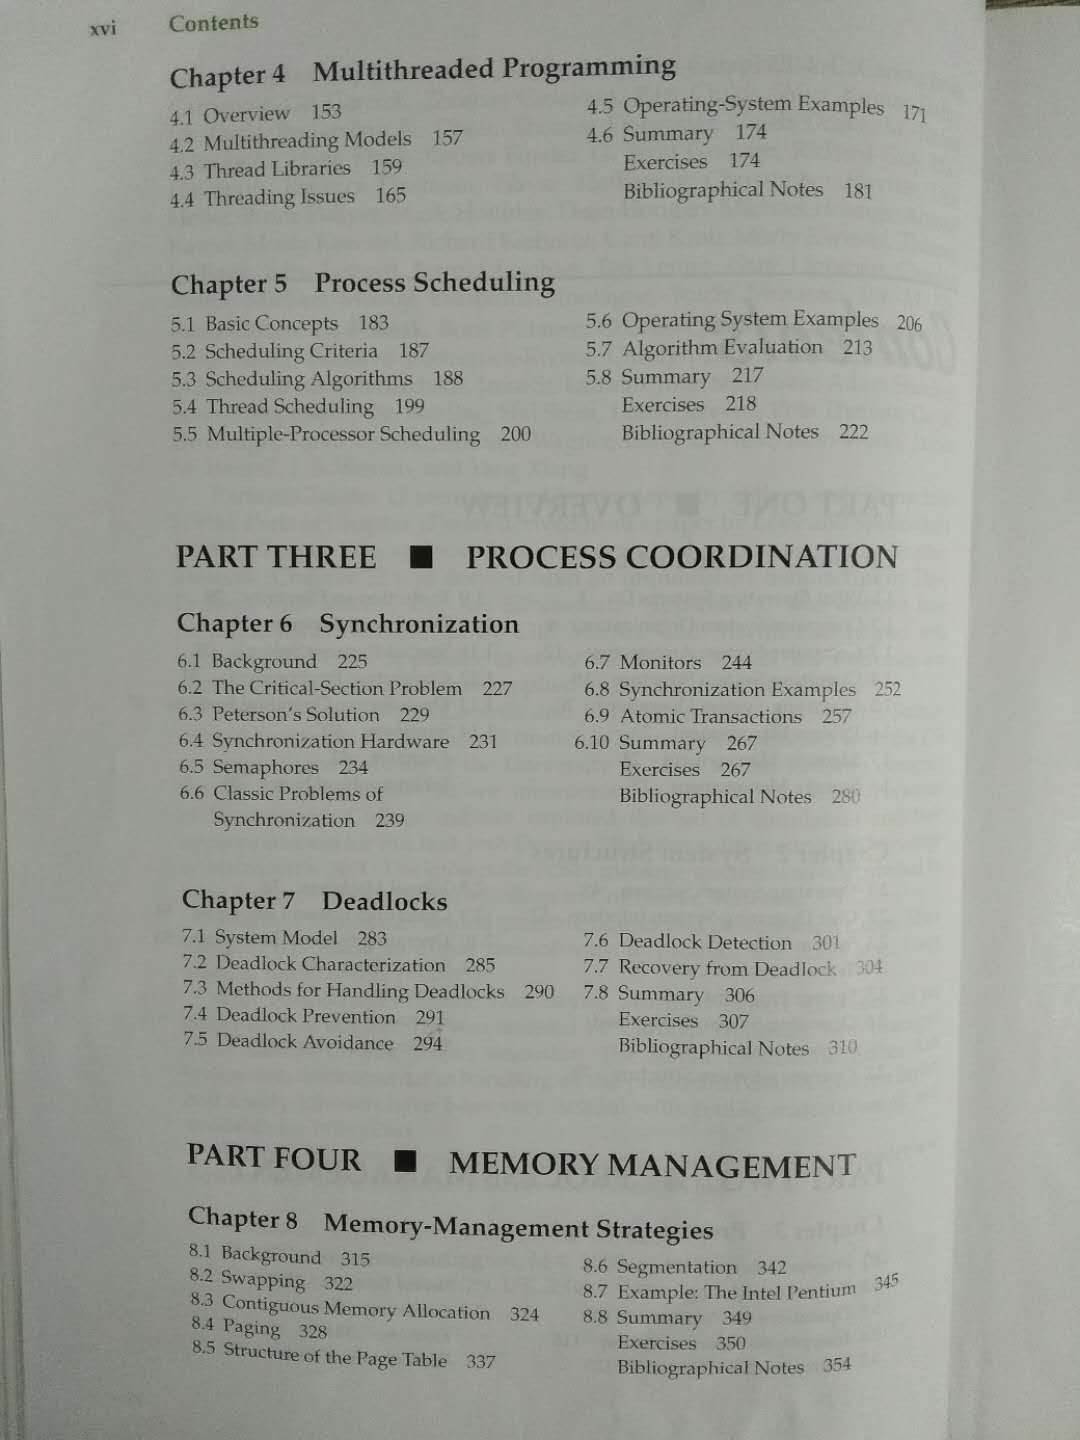 xvi Contents
Chapter 4 Multithreaded Programming
4.1 Overview 153
4.2 Multithreading Models 157
4.3 Thread Libraries 159
4.4 Threading Issues 165
4.5 Operating-System Examples 171
4.6 Summary 174
Exercises 174
Bibliographical Notes 181
Chapter 5 Process Scheduling
5.1 Basic Concepts 183
5.2 Scheduling Criteria 187
5.3 Scheduling Algorithms 188
5.4 Thread Scheduling 199
5.5 Multiple-Processor Scheduling 200
5.6 Operating System Examples 206
5.7 Algorithm Evaluation 213
5.8 Summary 217
Exercises 218
Bibliographical Notes 222
PART THREE ■ PROCESS COORDINATION
Chapter 6 Synchronization
6.1 Background 225
6.2 The Critical-Section Problem 227
6.3 Peterson's Solution 229
6.4 Synchronization Hardware 231
6.5 Semaphores 234
6.6 Classic Problems of
Synchronization 239
6.7 Monitors 244
6.8 Synchronization Examples 252
6.9 Atomic Transactions 257
6.10 Summary 267
Exercises 267
Bibliographical Notes 280
Chapter 7 Deadlocks
7.1 System Model 283
7.2 Deadlock Characterization 285
7.3 Methods for Handling Deadlocks 290
7.4 Deadlock Prevention 291
7.5 Deadlock Avoidance 294
7.6 Deadlock Detection 301
7.7 Recovery from Deadlock 304
7.8 Summary 306
Exercises 307
Bibliographical Notes 310
PART FOUR ■ MEMORY MANAGEMENT
Chapter 8 Memory-Management Strategies
8.1 Background 315
8.2 Swapping 322
8.3 Contiguous Memory Allocation 324
8.4 Paging 328
8.5 Structure of the Page Table 337
8.6 Segmentation 342
8.7 Example: The Intel Pentium 345
8.8 Summary 349
Exercises 350
Bibliographical Notes 354